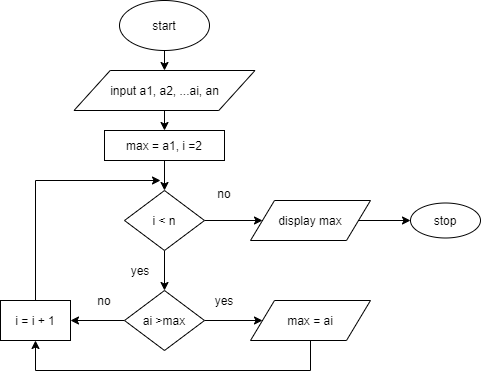 start
input a1, a2, ...ai, an
max = a1, i =2
no
i < n
display max
stop
yes
no
yes
i = i + 1
ai >max
max = ai